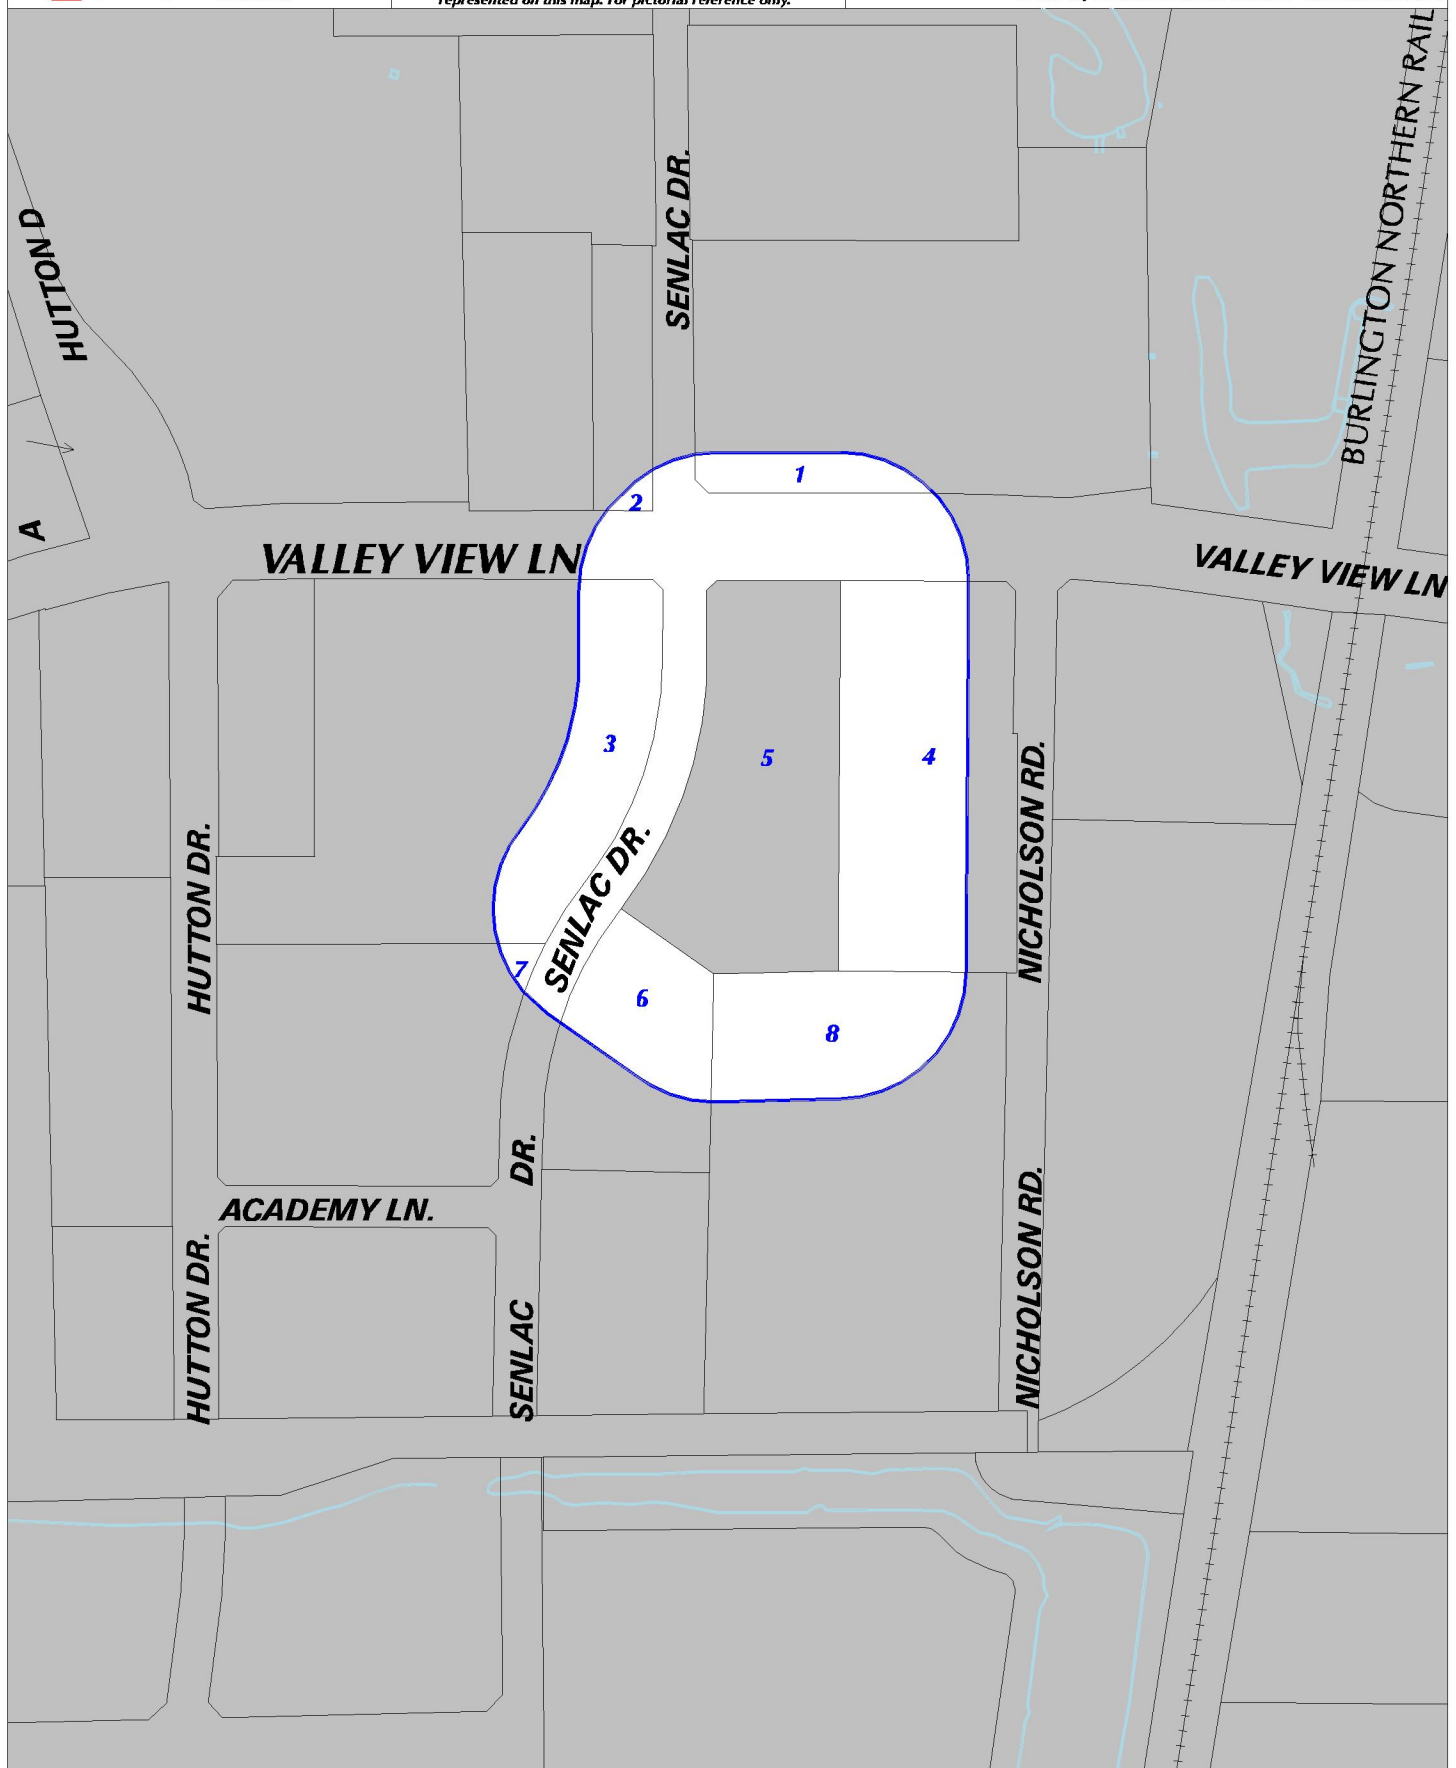 represented on this map. For pictorial reference only.
BURLINGTON NORTHERN RAIL
SENLAC DR.
HUTTON D
A
1
2
VALLEY VIEW LN
VALLEY VIEW LN
3
5
4
SENLAC DR.
NICHOLSON RD.
HUTTON DR.
7
6
8
DR.
ACADEMY LN.
NICHOLSON RD.
HUTTON DR.
SENLAC